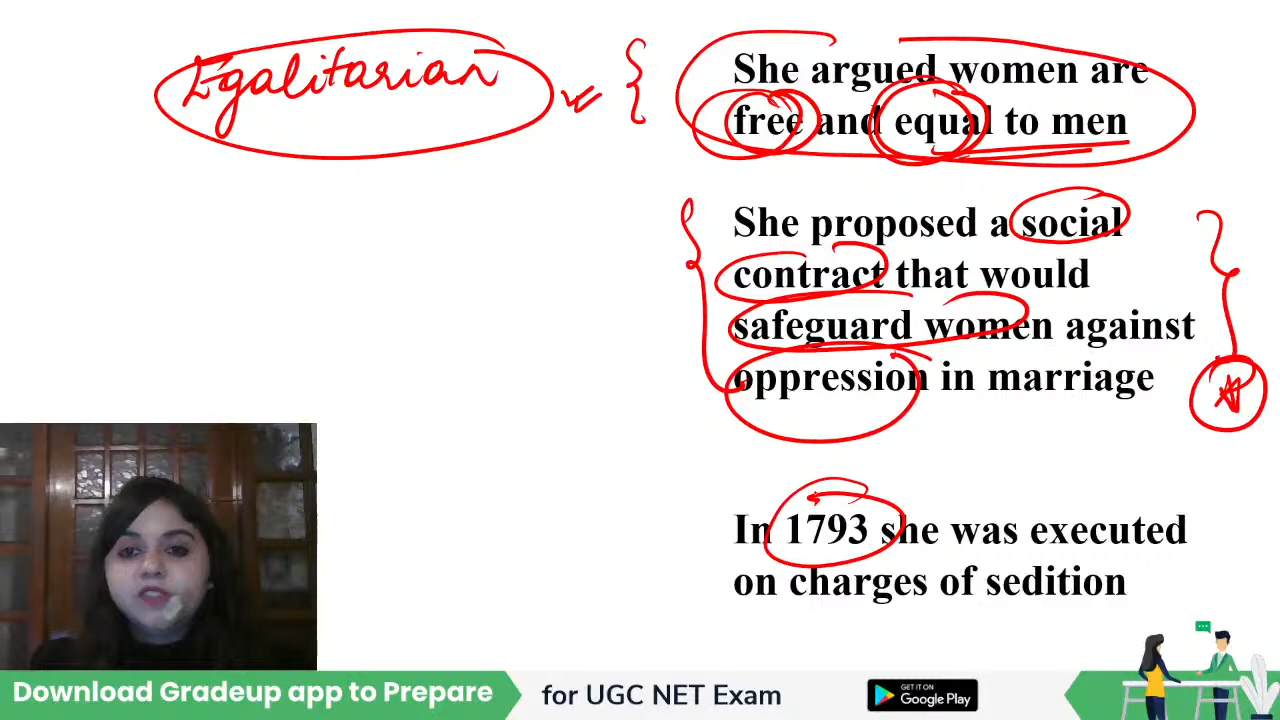 Egalitarian
She argued women are
free and equal to men
She proposed a social
contract that would
safeguard women against
oppression in marriage
In 1793 she was executed
on charges of sedition
Download Gradeup app to Prepare
for UGC NET Exam
GET IT ON
Google Play